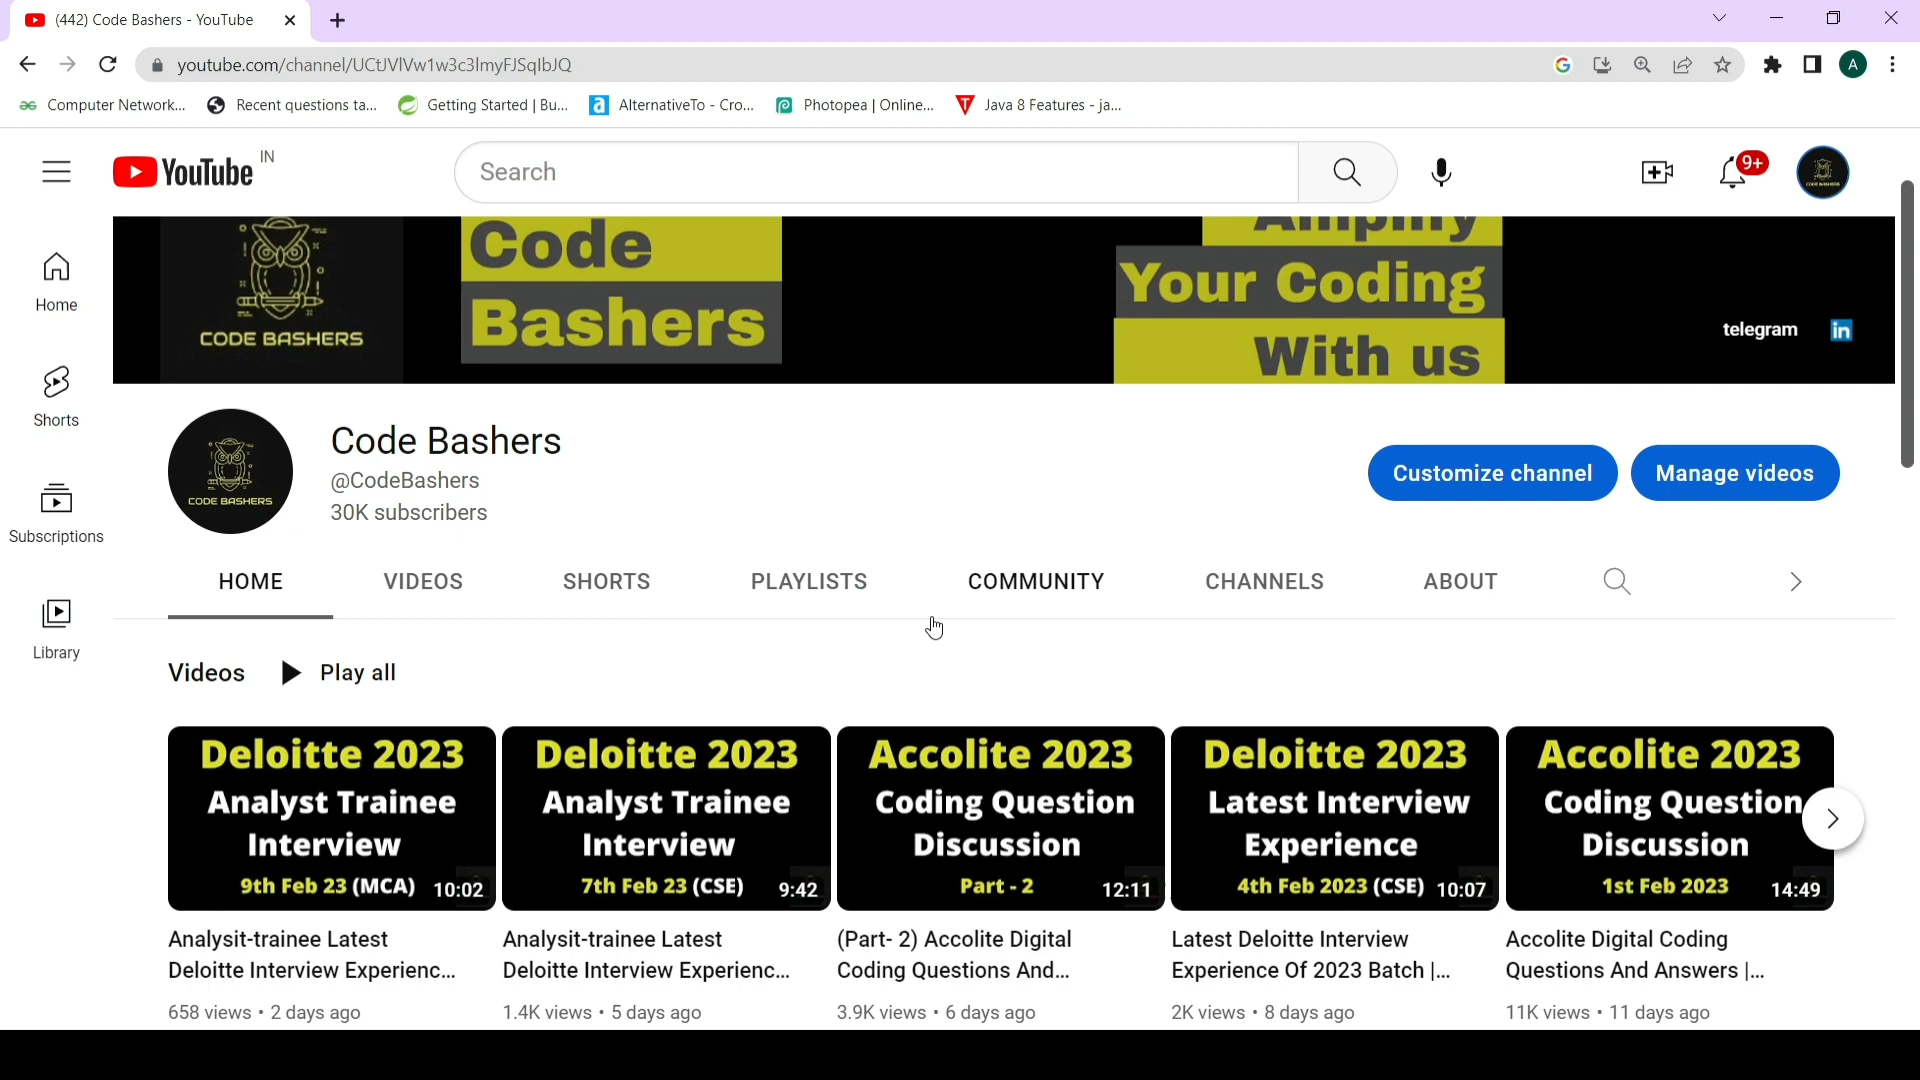 (442) Code Bashers - YouTube
youtube.com/channel/UCtJVlVw1w3c3lmyFJSqlbJQ
A
Computer Network...
Recent questions ta...
Getting Started | Bu...
AlternativeTo - Cro...
Photopea | Online...
Java 8 Features - ja...
YouTube IN
Search
9+
CODE BASHERS
Code
Bashers
Amplify
Your Coding
With us
telegram
in
Home
Shorts
Subscriptions
Library
CODE BASHERS
Code Bashers
@CodeBashers
30K subscribers
Customize channel
Manage videos
HOME
VIDEOS
SHORTS
PLAYLISTS
COMMUNITY
CHANNELS
ABOUT
Videos
Play all
Deloitte 2023
Analyst Trainee
Interview
9th Feb 23 (MCA)
10:02
Analysit-trainee Latest
Deloitte Interview Experienc...
658 views • 2 days ago
Deloitte 2023
Analyst Trainee
Interview
7th Feb 23 (CSE)
9:42
Analysit-trainee Latest
Deloitte Interview Experienc...
1.4K views • 5 days ago
Accolite 2023
Coding Question
Discussion
Part - 2
12:11
(Part- 2) Accolite Digital
Coding Questions And...
3.9K views • 6 days ago
Deloitte 2023
Latest Interview
Experience
4th Feb 2023 (CSE)
10:07
Latest Deloitte Interview
Experience Of 2023 Batch |...
2K views • 8 days ago
Accolite 2023
Coding Question
Discussion
1st Feb 2023
14:49
Accolite Digital Coding
Questions And Answers |...
11K views • 11 days ago